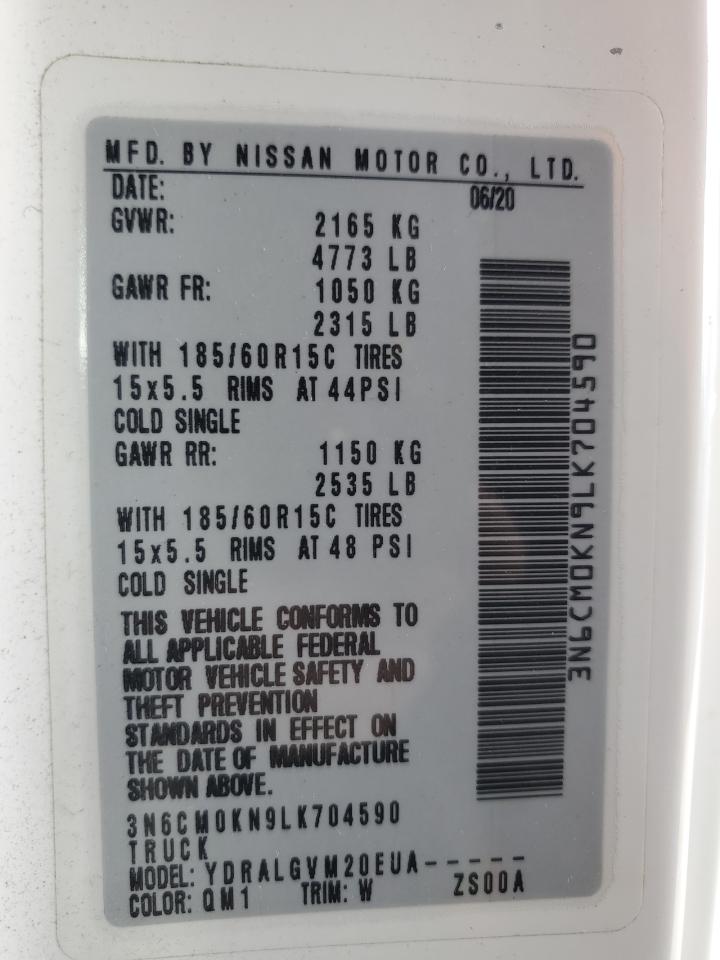 MFD. BY NISSAN MOTOR CO., LTD.
DATE: 06/20
GVWR: 2165 KG
4773 LB
GAWR FR: 1050 KG
2315 LB
WITH 185/60R15C TIRES
15x5.5 RIMS AT 44PSI
COLD SINGLE
GAWR RR: 1150 KG
2535 LB
WITH 185/60R15C TIRES
15x5.5 RIMS AT 48 PSI
COLD SINGLE
THIS VEHICLE CONFORMS TO
ALL APPLICABLE FEDERAL
MOTOR VEHICLE SAFETY AND
THEFT PREVENTION
STANDARDS IN EFFECT ON
THE DATE OF MANUFACTURE
SHOWN ABOVE.
3N6CM0KN9LK704590
TRUCK
MODEL: YDRALGVM20EUA-----
COLOR: QM1 TRIM: W ZS00A
3N6CM0KN9LK704590